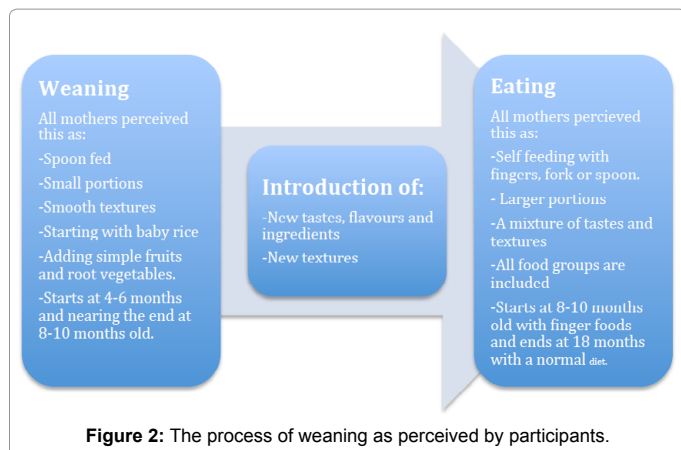 Weaning
All mothers perceived
this as:
-Spoon fed
-Small portions
-Smooth textures
-Starting with baby rice
-Adding simple fruits
and root vegetables.
-Starts at 4-6 months
and nearing the end at
8-10 months old.
Introduction of:
-New tastes, flavours and
ingredients
-New textures
Eating
All mothers percieved
this as:
-Self feeding with
fingers, fork or spoon.
- Larger portions
-A mixture of tastes and
textures
-All food groups are
included
-Starts at 8-10 months
old with finger foods
and ends at 18 months
with a normal diet.
Figure 2: The process of weaning as perceived by participants.